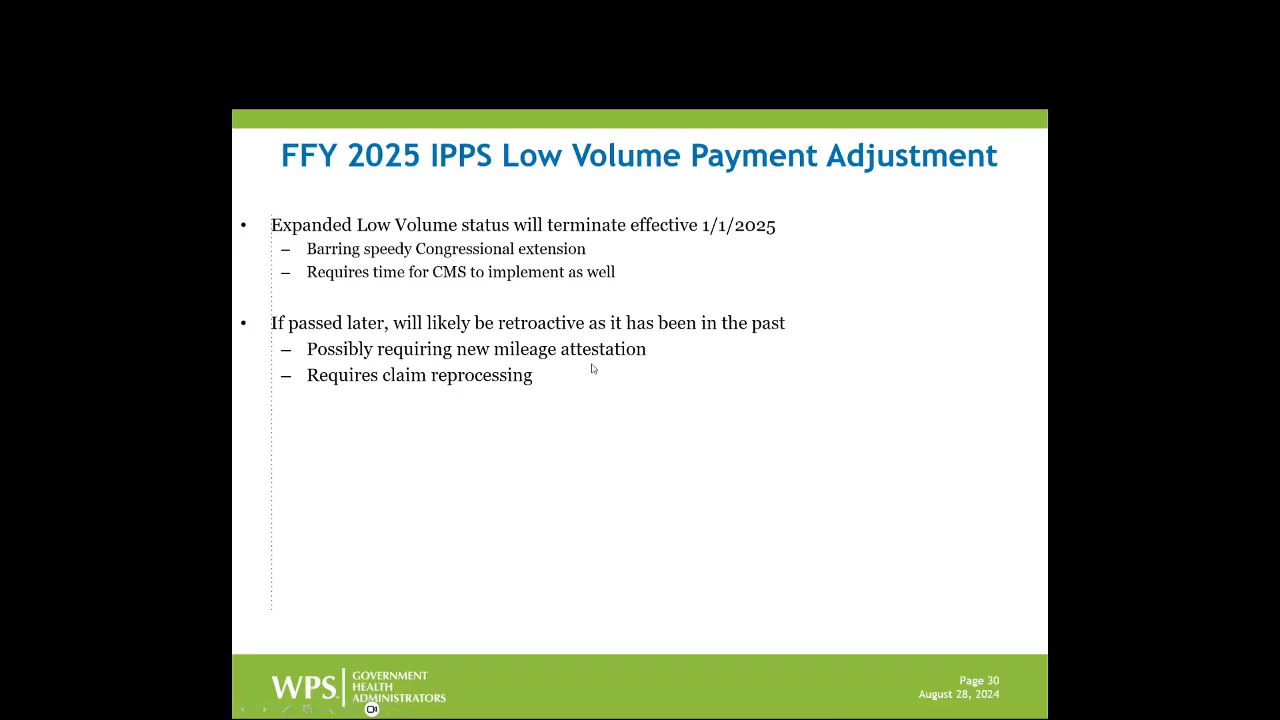 FFY 2025 IPPS Low Volume Payment Adjustment
• Expanded Low Volume status will terminate effective 1/1/2025
– Barring speedy Congressional extension
– Requires time for CMS to implement as well
• If passed later, will likely be retroactive as it has been in the past
– Possibly requiring new mileage attestation
– Requires claim reprocessing
WPS
GOVERNMENT
HEALTH
ADMINISTRATORS
Page 30
August 28, 2024